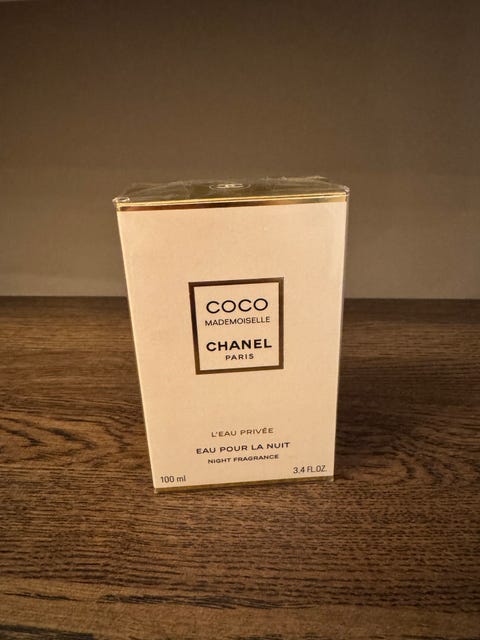 COCO
MADEMOISELLE
CHANEL
PARIS
L'EAU PRIVÉE
EAU POUR LA NUIT
NIGHT FRAGRANCE
100 ml
3.4 FL.OZ.